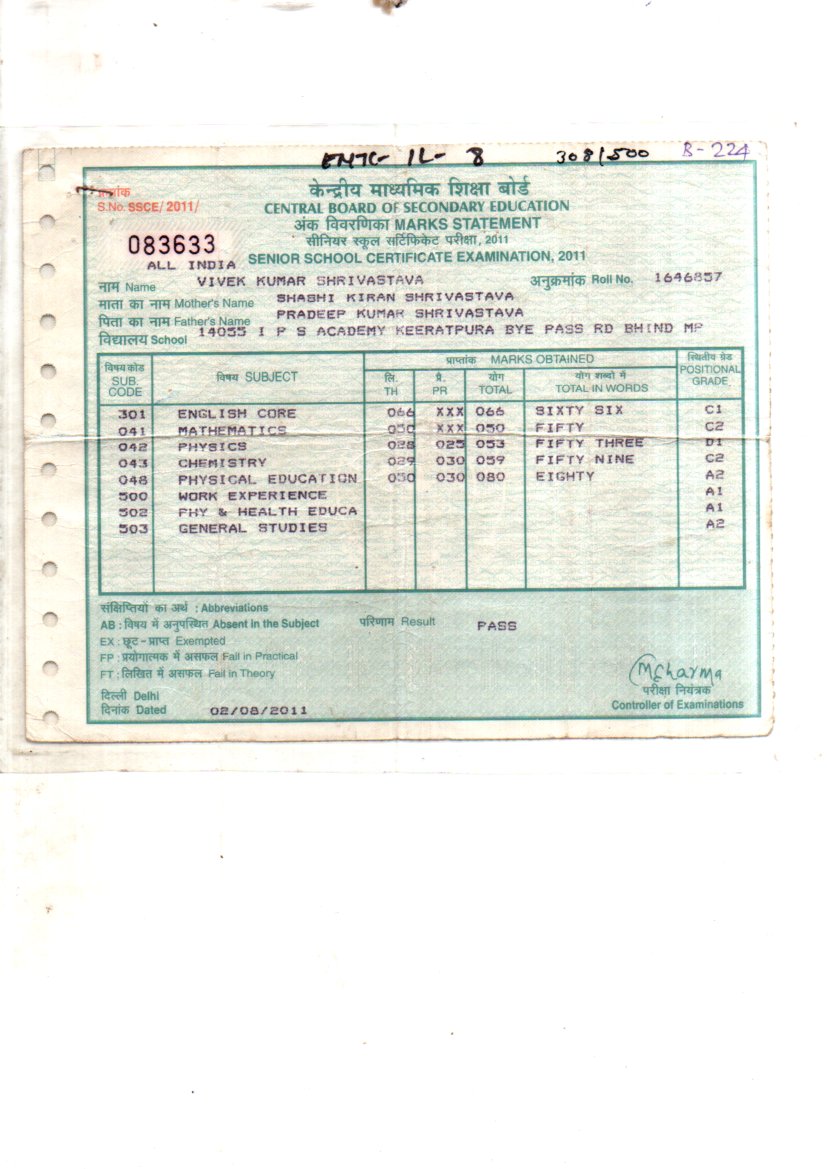 EMTC- IL- 8 308/500 B-224
क्रमांक
S.No. SSCE/2011/
083633
ALL INDIA
केन्द्रीय माध्यमिक शिक्षा बोर्ड
CENTRAL BOARD OF SECONDARY EDUCATION
अंक विवरणिका MARKS STATEMENT
सीनियर स्कूल सर्टिफिकेट परीक्षा, 2011
SENIOR SCHOOL CERTIFICATE EXAMINATION, 2011
नाम Name VIVEK KUMAR SHRIVASTAVA अनुक्रमांक Roll No. 1646857
माता का नाम Mother's Name SHASHI KIRAN SHRIVASTAVA
पिता का नाम Father's Name PRADEEP KUMAR SHRIVASTAVA
विद्यालय School 14055 I P S ACADEMY KEERATPURA BYE PASS RD BHIND MP
विषय कोड SUB. CODE विषय SUBJECT प्राप्तांक MARKS OBTAINED स्थितीय ग्रेड POSITIONAL GRADE
लि. TH प्रै. PR योग TOTAL योग शब्दो में TOTAL IN WORDS
301 ENGLISH CORE 066 XXX 066 SIXTY SIX C1
041 MATHEMATICS 050 XXX 050 FIFTY C2
042 PHYSICS 028 025 053 FIFTY THREE D1
043 CHEMISTRY 029 030 059 FIFTY NINE C2
048 PHYSICAL EDUCATION 050 030 080 EIGHTY A2
500 WORK EXPERIENCE A1
502 PHY & HEALTH EDUCA A1
503 GENERAL STUDIES A2
संक्षिप्तियों का अर्थ : Abbreviations
AB : विषय में अनुपस्थित Absent in the Subject परिणाम Result PASS
EX : छूट - प्राप्त Exempted
FP : प्रयोगात्मक में असफल Fail in Practical
FT : लिखित में असफल Fail in Theory
दिल्ली Delhi
दिनांक Dated 02/08/2011
MCharma
परीक्षा नियंत्रक
Controller of Examinations